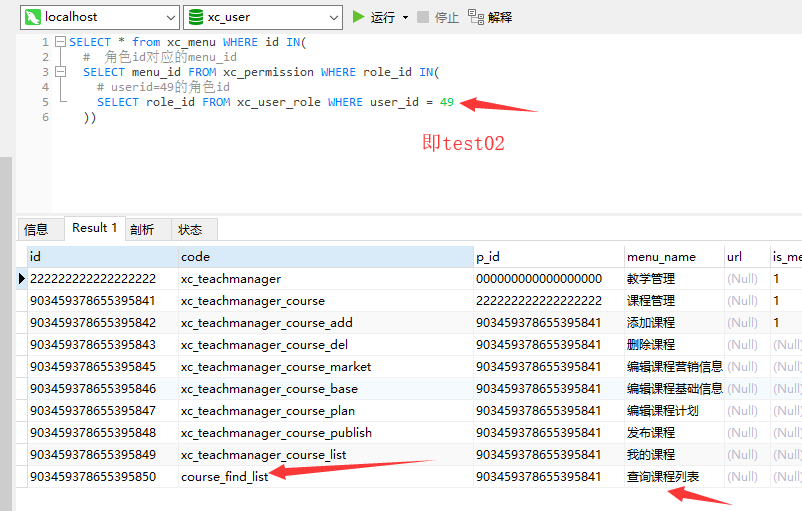 localhost xc_user 运行 停止 解释
1 SELECT * from xc_menu WHERE id IN(
2 # 角色id对应的menu_id
3 SELECT menu_id FROM xc_permission WHERE role_id IN(
4 # userid=49的角色id
5 SELECT role_id FROM xc_user_role WHERE user_id = 49
6 ))
即test02
信息 Result 1 剖析 状态
id code p_id menu_name url is_me
222222222222222222 xc_teachmanager 000000000000000000 教学管理 (Null) 1
903459378655395841 xc_teachmanager_course 222222222222222222 课程管理 (Null) 1
903459378655395842 xc_teachmanager_course_add 903459378655395841 添加课程 (Null) 1
903459378655395843 xc_teachmanager_course_del 903459378655395841 删除课程 (Null) (Null)
903459378655395845 xc_teachmanager_course_market 903459378655395841 编辑课程营销信息 (Null) (Null)
903459378655395846 xc_teachmanager_course_base 903459378655395841 编辑课程基础信息 (Null) (Null)
903459378655395847 xc_teachmanager_course_plan 903459378655395841 编辑课程计划 (Null) (Null)
903459378655395848 xc_teachmanager_course_publish 903459378655395841 发布课程 (Null) (Null)
903459378655395849 xc_teachmanager_course_list 903459378655395841 我的课程 (Null) (Null)
903459378655395850 course_find_list 903459378655395841 查询课程列表 (Null) (Null)